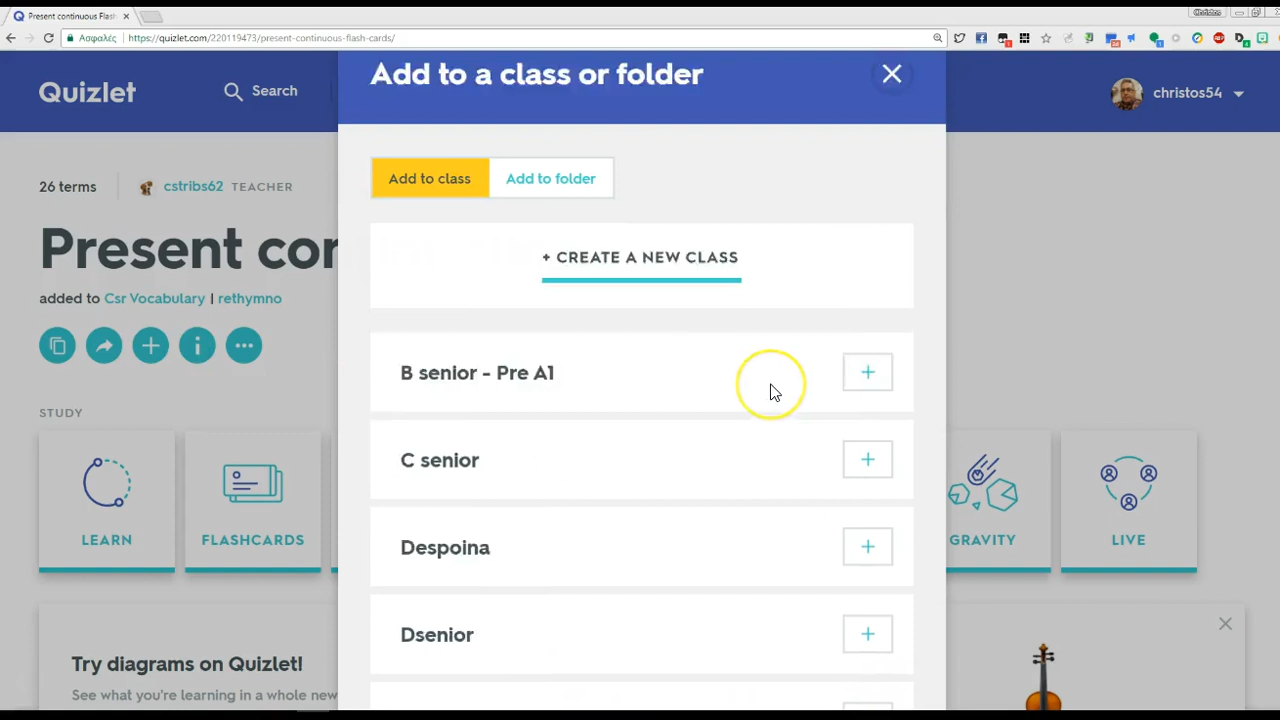 Present continuous Flash
Christos
Ασφαλές
https://quizlet.com/220119473/present-continuous-flash-cards/
Quizlet
Search
Add to a class or folder
christos54
26 terms
cstribs62 TEACHER
Add to class
Add to folder
Present con
+ CREATE A NEW CLASS
added to Csr Vocabulary | rethymno
B senior - Pre A1
STUDY
C senior
LEARN
FLASHCARDS
GRAVITY
LIVE
Despoina
Dsenior
Try diagrams on Quizlet!
See what you're learning in a whole new